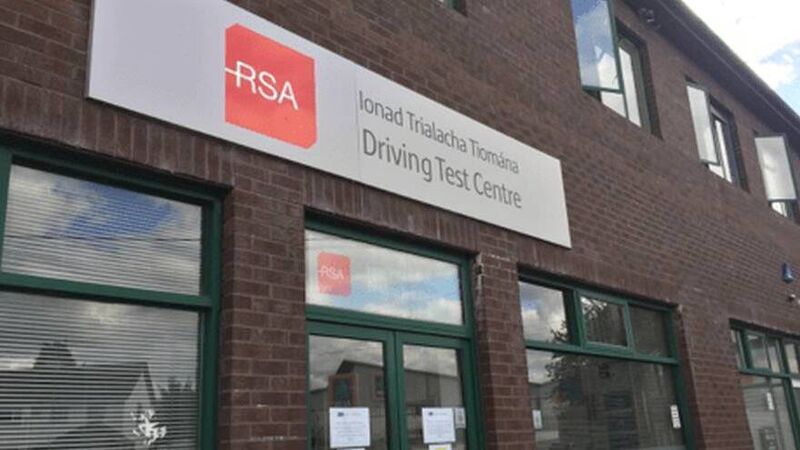 RSA
Ionad Trialacha Tiomána
Driving Test Centre
RSA